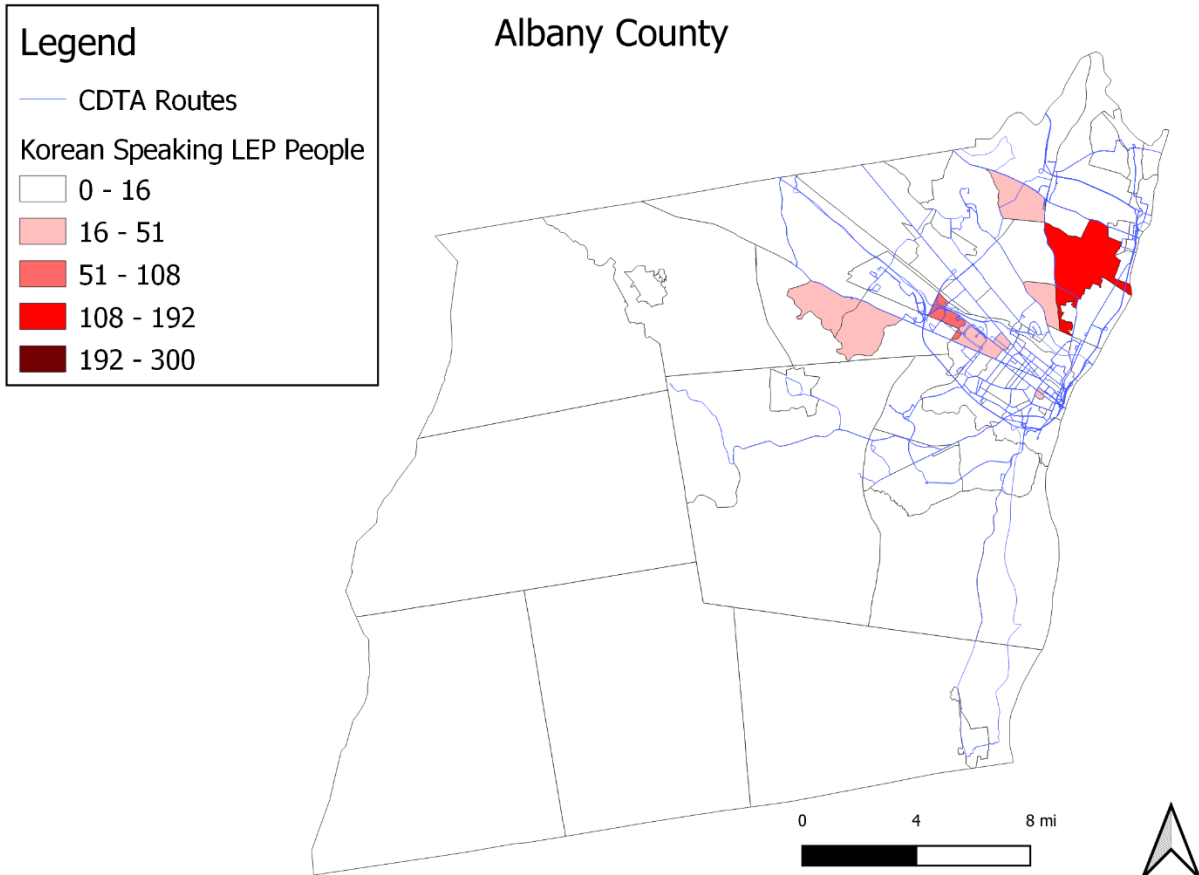 Albany County
Legend
CDTA Routes
Korean Speaking LEP People
0 - 16
16 - 51
51 - 108
108 - 192
192 - 300
0 4 8 mi